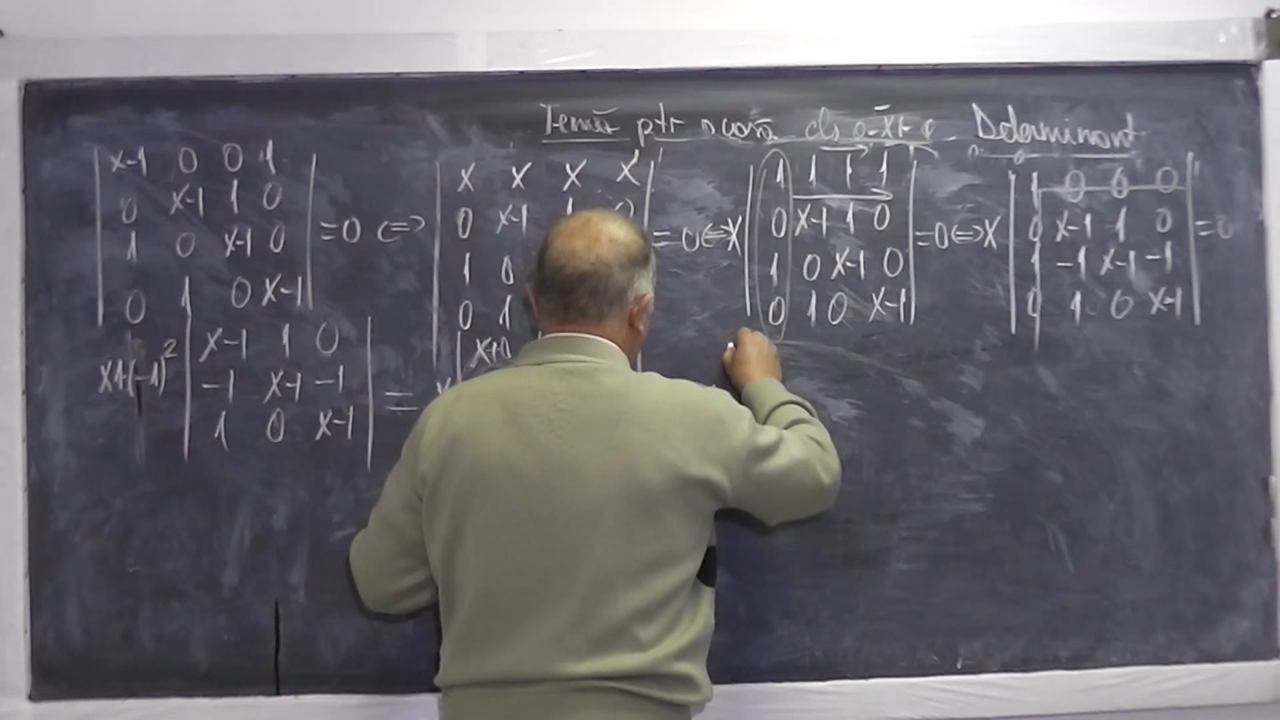 Temă ptr acasă cls a-XI-a Determinant
X-1 0 0 1 | X X X X | 1 1 1 1 | 1 0 0 0
0 X-1 1 0 | 0 X-1 1 0 | 0 X-1 1 0 | 0 X-1 1 0
=0 <=> =0 <=> X =0 <=> X =0
1 0 X-1 0 | 1 0 | 1 0 X-1 0 | 1 -1 X-1 -1
0 1 0 X-1 | 0 1 | 0 1 0 X-1 | 0 1 0 X-1
X-1 1 0
-1 X-1 -1 =
1 0 X-1